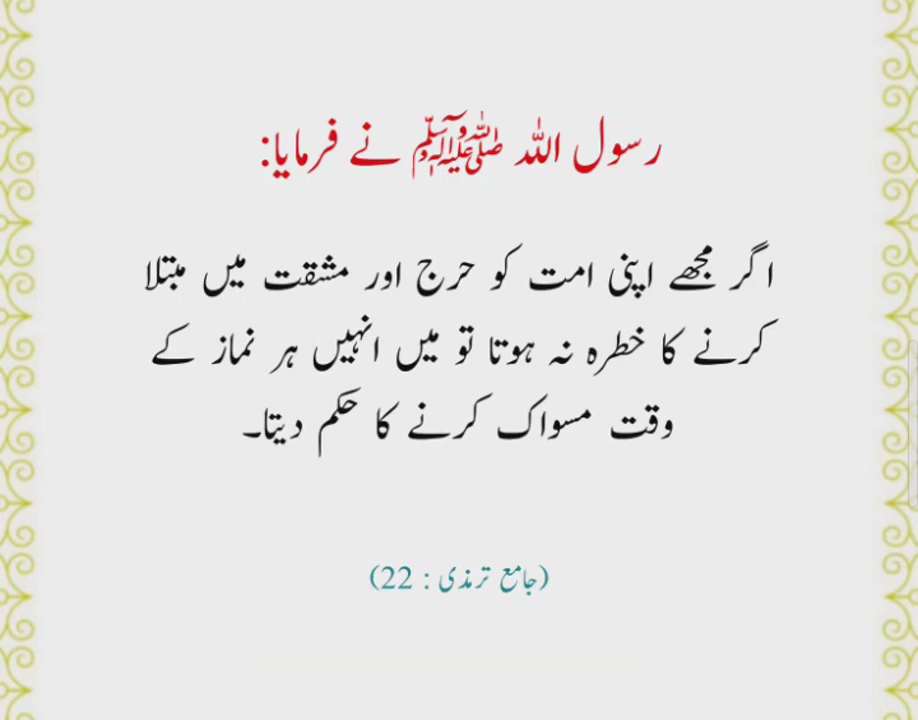 رسول اللہ ﷺ نے فرمایا:
اگر مجھے اپنی امت کو حرج اور مشقت میں مبتلا
کرنے کا خطرہ نہ ہوتا تو میں انہیں ہر نماز کے
وقت مسواک کرنے کا حکم دیتا۔
(جامع ترمذی : 22)